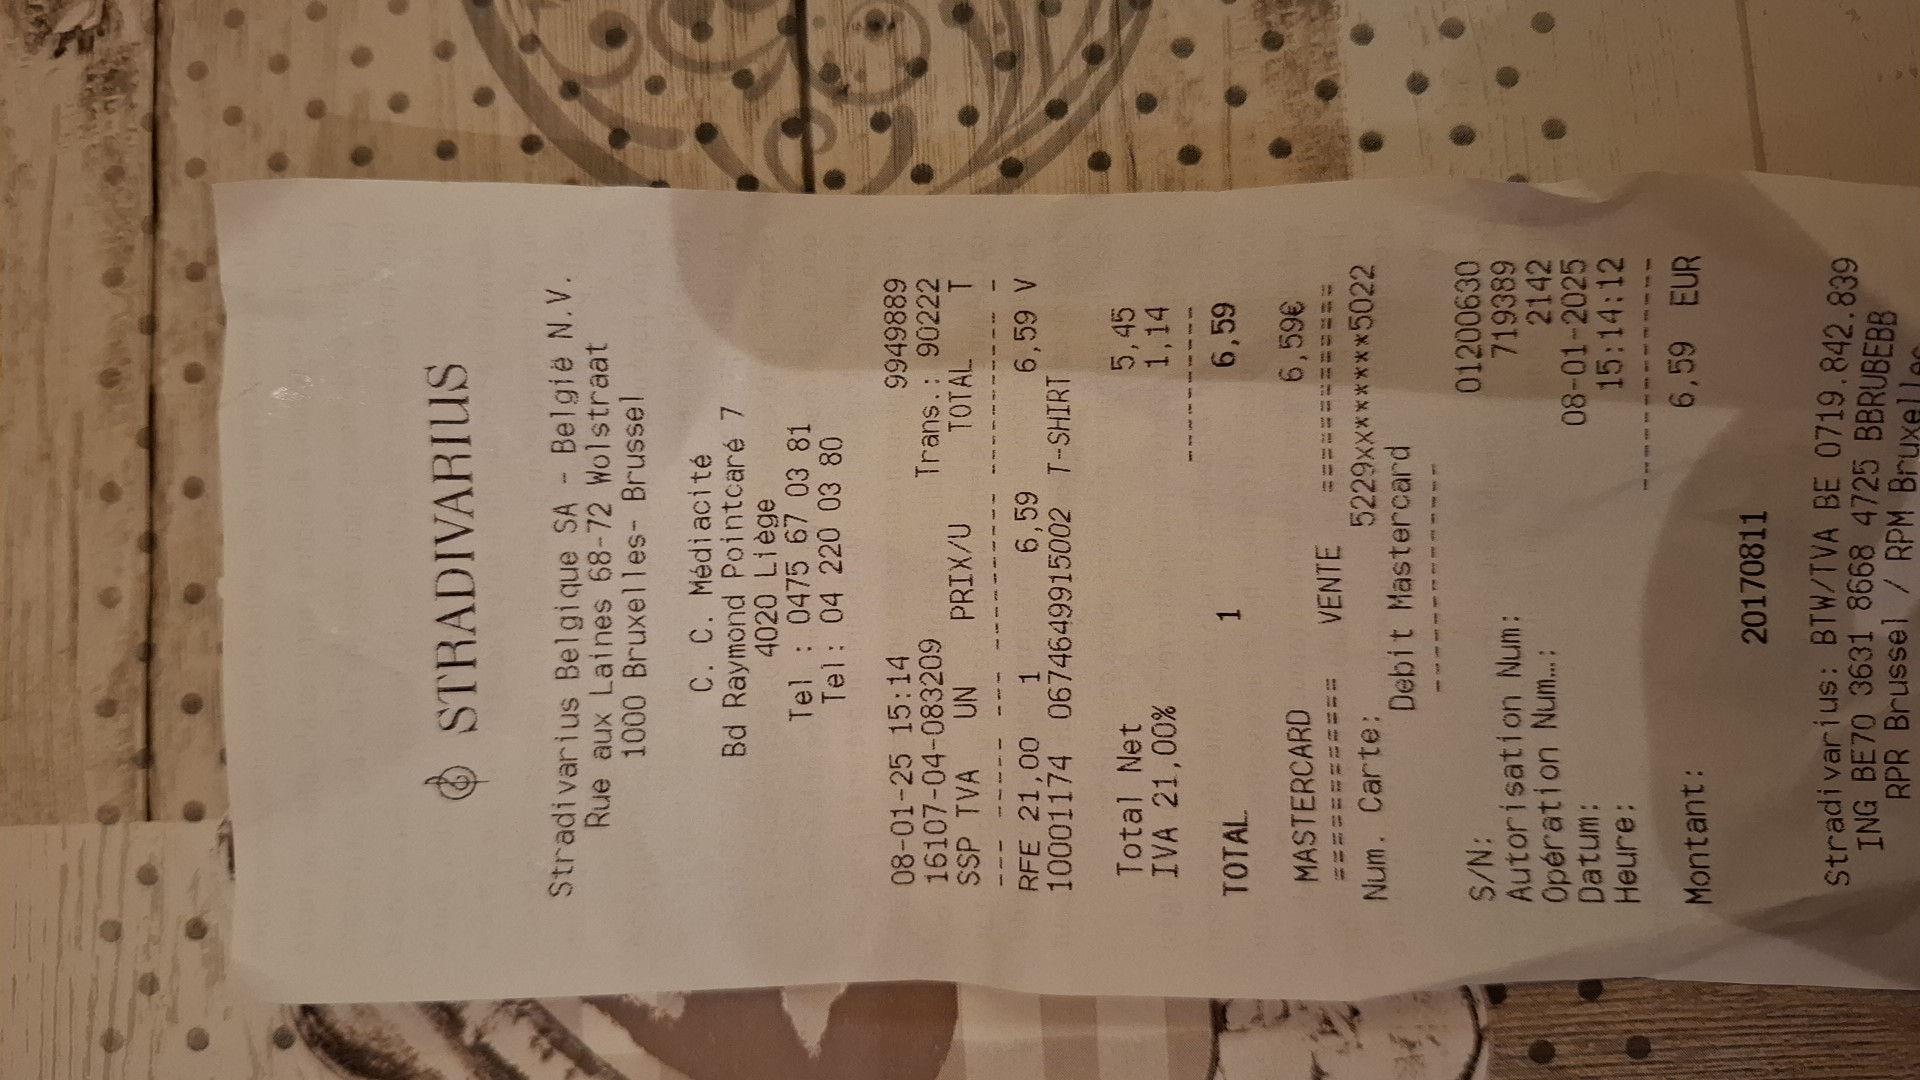 STRADIVARIUS
Stradivarius Belgique SA - België N.V.
Rue aux Laines 68-72 Wolstraat
1000 Bruxelles- Brussel
C. C. Médiacité
Bd Raymond Pointcaré 7
4020 Liège
Tel : 0475 67 03 81
Tel: 04 220 03 80
08-01-25 15:14 9949889
16107-04-083209 Trans.: 90222
SSP TVA UN PRIX/U TOTAL T
--- ----- --- ---------- ---------- -
RFE 21,00 1 6,59 6,59 V
10001174 0674649915002 T-SHIRT
Total Net 5,45
IVA 21,00% 1,14
----------
TOTAL 1 6,59
MASTERCARD 6,59€
========== VENTE ==========
Num. Carte: 5229xx******5022
Debit Mastercard
---------------
S/N: 01200630
Autorisation Num: 719389
Opération Num…: 2142
Datum: 08-01-2025
Heure: 15:14:12
---------------
Montant: 6,59 EUR
20170811
Stradivarius: BTW/TVA BE 0719.842.839
ING BE70 3631 8668 4725 BBRUBEBB
RPR Brussel / RPM Bruxelles